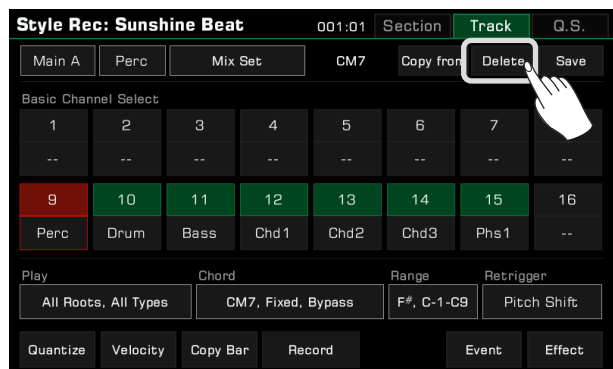 Style Rec: Sunshine Beat 001:01 Section Track Q.S.
Main A Perc Mix Set CM7 Copy from Delete Save
Basic Channel Select
1 2 3 4 5 6 7
-- -- -- -- -- -- -- --
9 10 11 12 13 14 15 16
Perc Drum Bass Chd1 Chd2 Chd3 Phs1 --
Play Chord Range Retrigger
All Roots, All Types CM7, Fixed, Bypass F#, C-1-C9 Pitch Shift
Quantize Velocity Copy Bar Record Event Effect